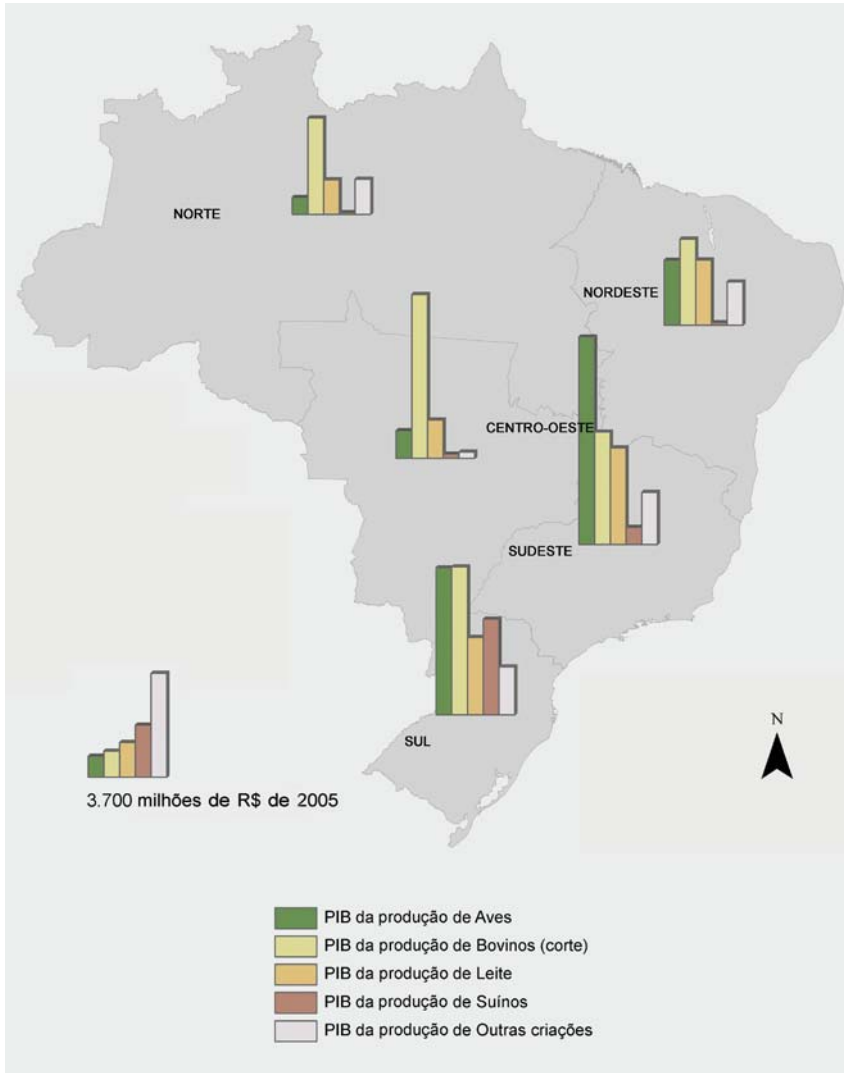 NORTE
NORDESTE
CENTRO-OESTE
SUDESTE
SUL
N
3.700 milhões de R$ de 2005
PIB da produção de Aves
PIB da produção de Bovinos (corte)
PIB da produção de Leite
PIB da produção de Suínos
PIB da produção de Outras criações